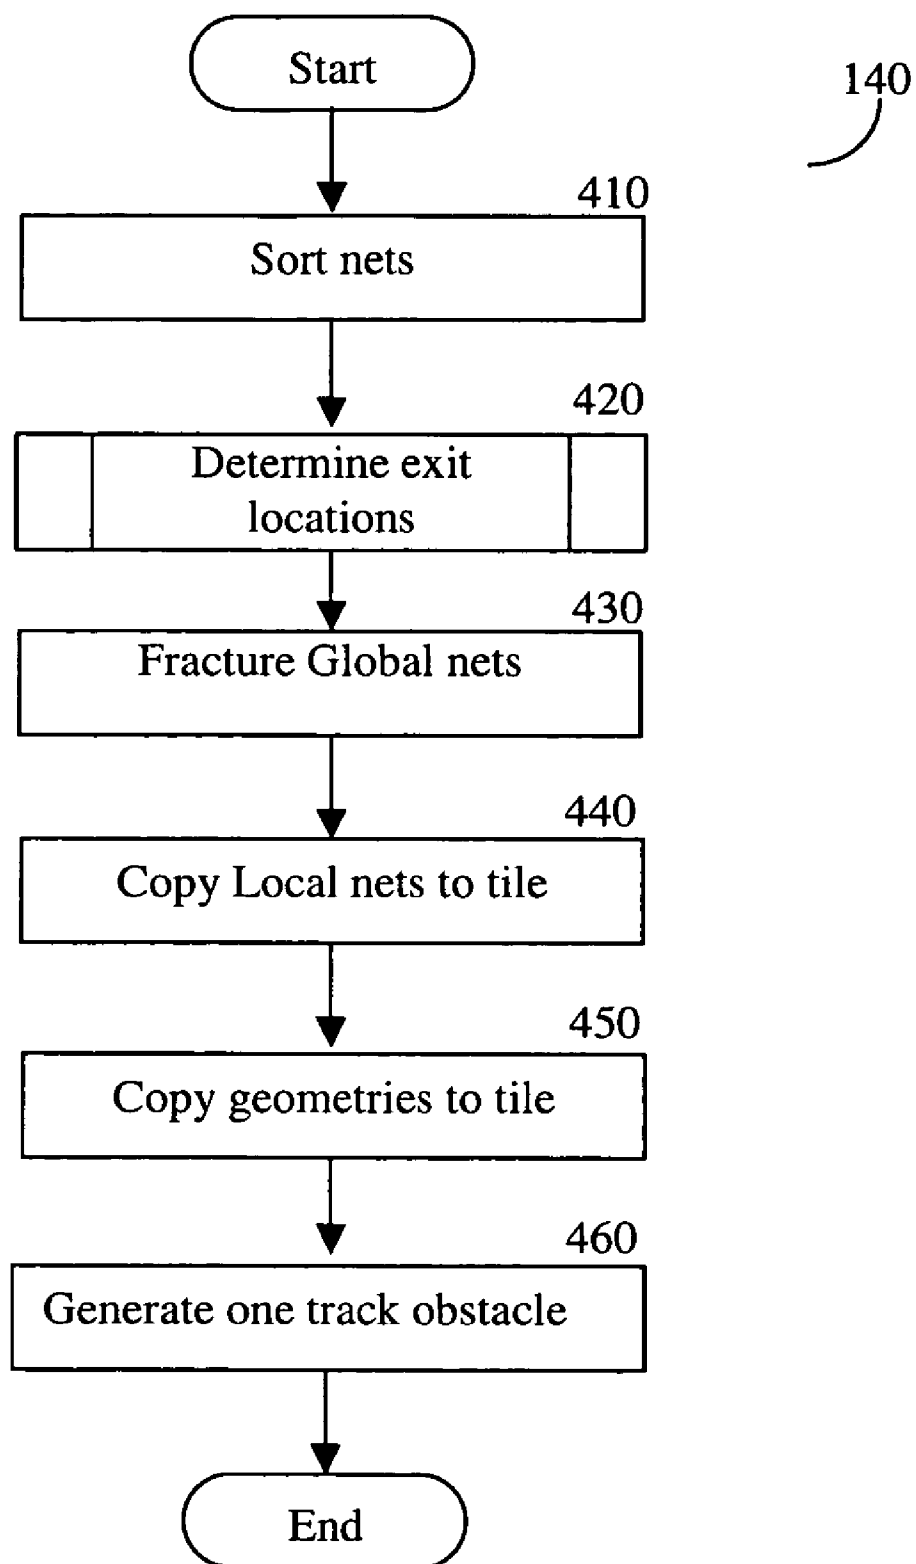 Start
140
410
Sort nets
420
Determine exit
locations
430
Fracture Global nets
440
Copy Local nets to tile
450
Copy geometries to tile
460
Generate one track obstacle
End